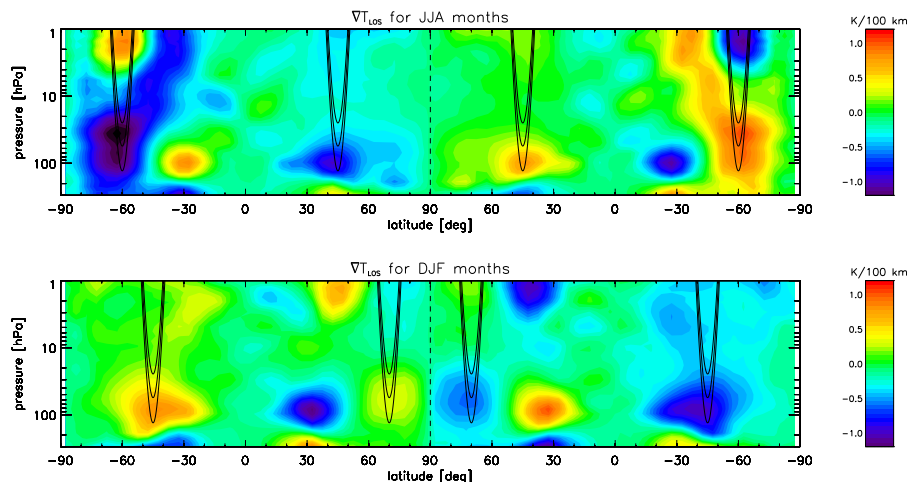 ∇T_LOS for JJA months
K/100 km
1
10
100
pressure [hPa]
-90 -60 -30 0 30 60 90 60 30 0 -30 -60 -90
latitude [deg]
1.0
0.5
0.0
-0.5
-1.0
∇T_LOS for DJF months
K/100 km
1
10
100
pressure [hPa]
-90 -60 -30 0 30 60 90 60 30 0 -30 -60 -90
latitude [deg]
1.0
0.5
0.0
-0.5
-1.0